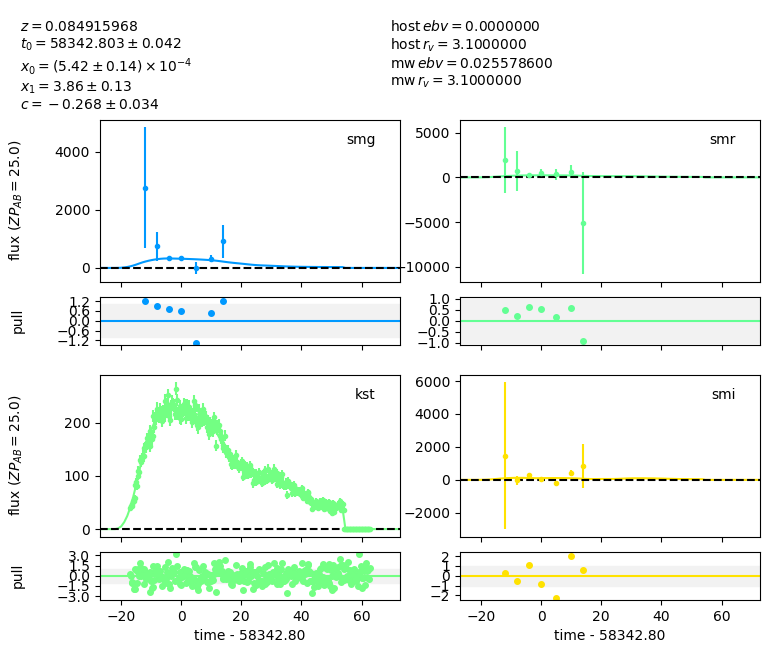 z = 0.084915968
t₀ = 58342.803 ± 0.042
x₀ = (5.42 ± 0.14) × 10⁻⁴
x₁ = 3.86 ± 0.13
c = −0.268 ± 0.034
host ebv = 0.0000000
host r_v = 3.1000000
mw ebv = 0.025578600
mw r_v = 3.1000000
smg
flux (ZP_AB = 25.0)
4000
2000
0
smr
5000
0
−5000
−10000
pull
1.2
0.6
0.0
−0.6
−1.2
1.0
0.5
0.0
−0.5
−1.0
kst
flux (ZP_AB = 25.0)
200
100
0
smi
6000
4000
2000
0
−2000
pull
3.0
1.5
0.0
−1.5
−3.0
−20 0 20 40 60
time - 58342.80
2
1
0
−1
−2
−20 0 20 40 60
time - 58342.80